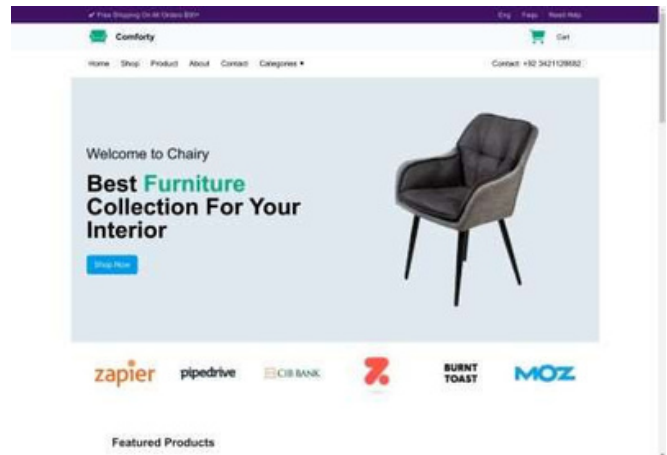 ✔ Free Shipping On All Orders $50+
Eng Faqs Need Help
Comforty
Cart
Home Shop Product About Contact Categories ▾
Contact: +92 3421129682
Welcome to Chairy
Best Furniture
Collection For Your
Interior
Shop Now
zapier
pipedrive
CIB BANK
Z
BURNT
TOAST
MOZ
Featured Products